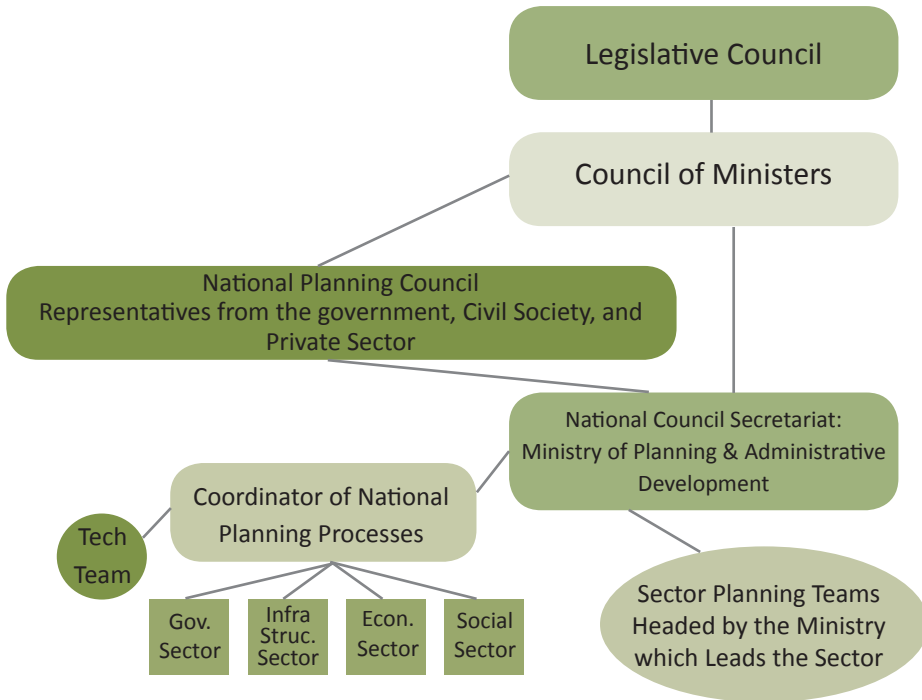 Legislative Council
Council of Ministers
National Planning Council
Representatives from the government, Civil Society, and
Private Sector
National Council Secretariat:
Ministry of Planning & Administrative
Development
Coordinator of National
Planning Processes
Tech
Team
Gov.
Sector
Infra
Struc.
Sector
Econ.
Sector
Social
Sector
Sector Planning Teams
Headed by the Ministry
which Leads the Sector